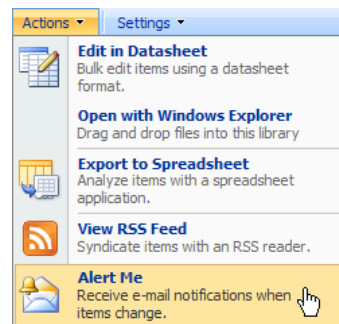 Actions Settings
Edit in Datasheet
Bulk edit items using a datasheet
format.
Open with Windows Explorer
Drag and drop files into this library
Export to Spreadsheet
Analyze items with a spreadsheet
application.
View RSS Feed
Syndicate items with an RSS reader.
Alert Me
Receive e-mail notifications when
items change.